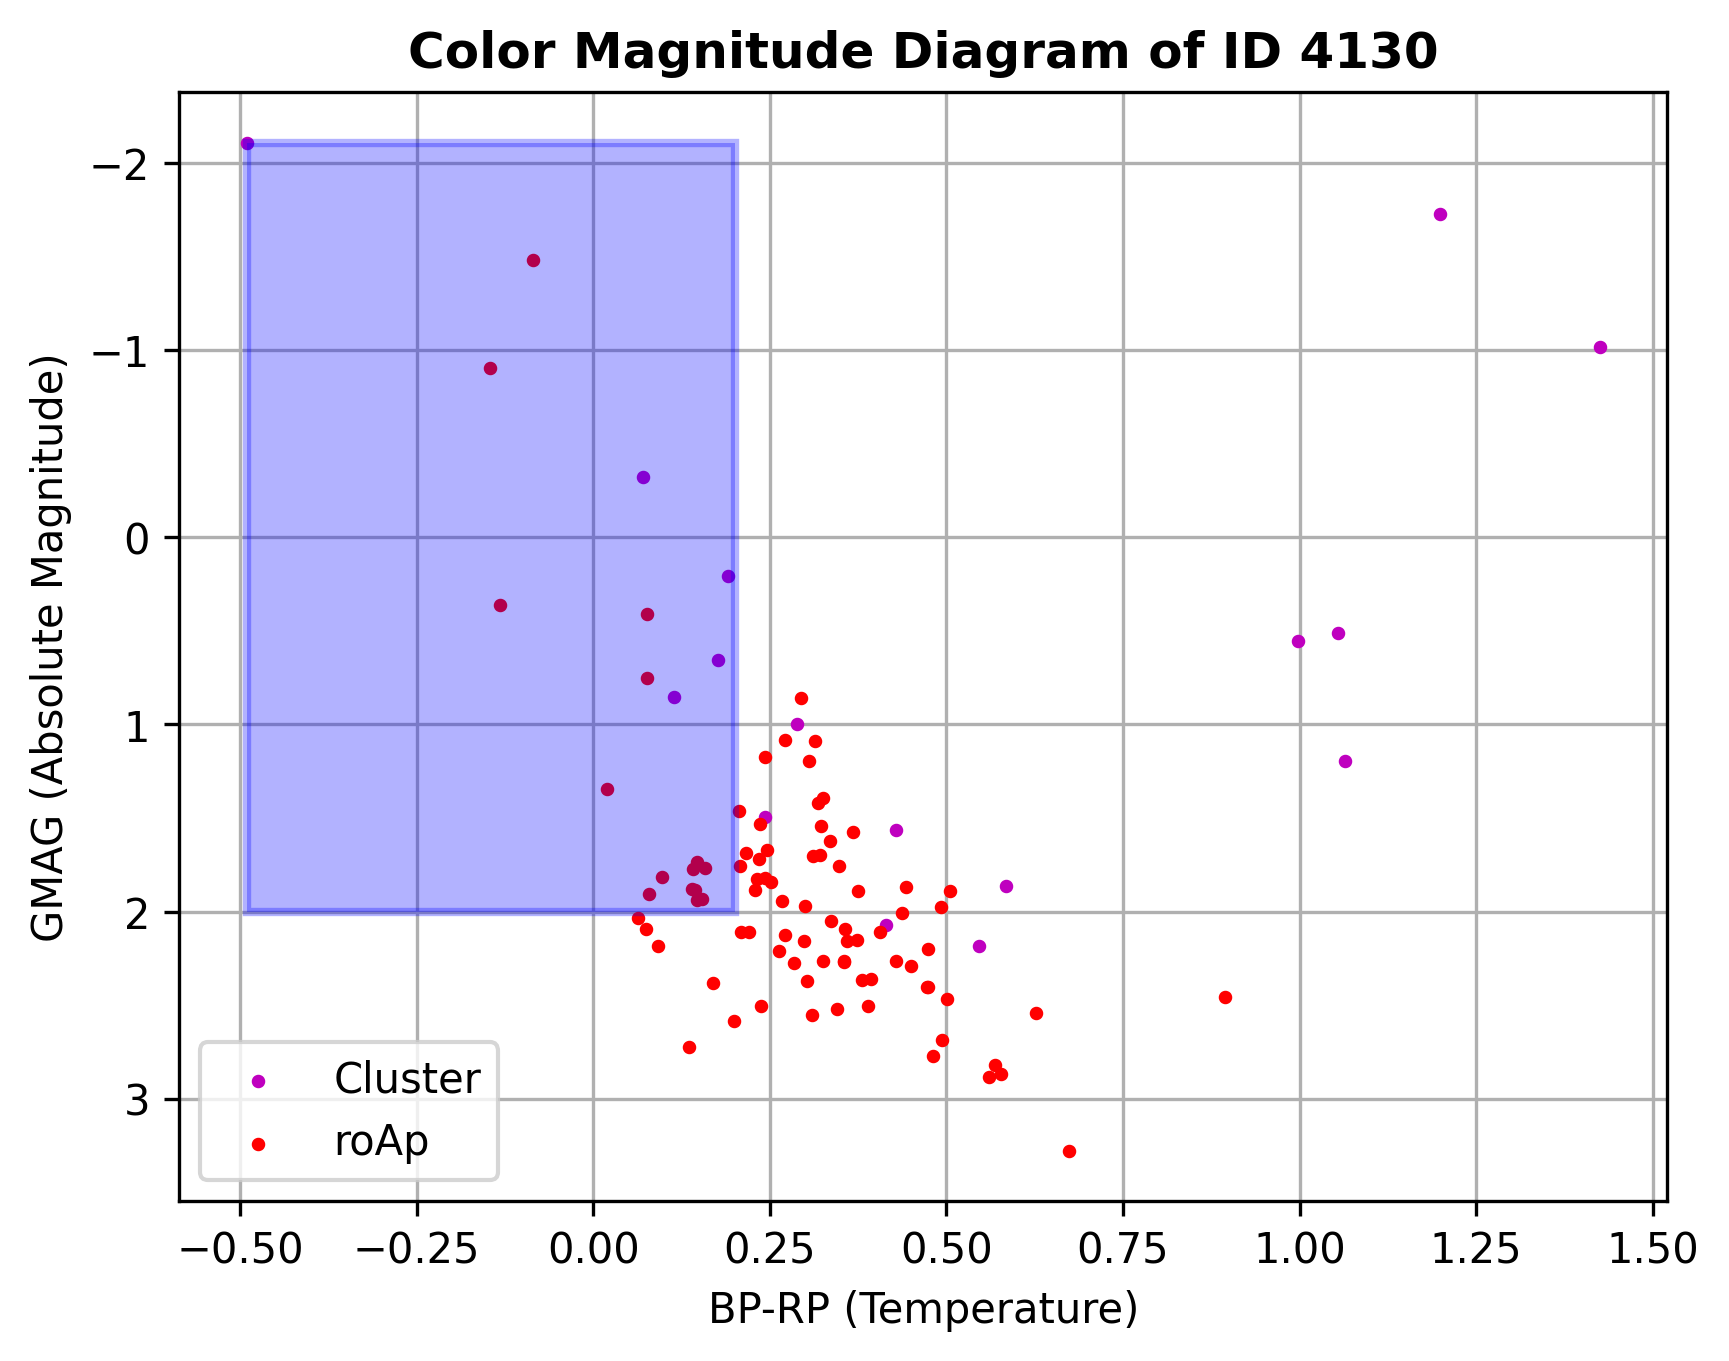 Color Magnitude Diagram of ID 4130
GMAG (Absolute Magnitude)
−2
−1
0
1
2
3
Cluster
roAp
−0.50 −0.25 0.00 0.25 0.50 0.75 1.00 1.25 1.50
BP-RP (Temperature)